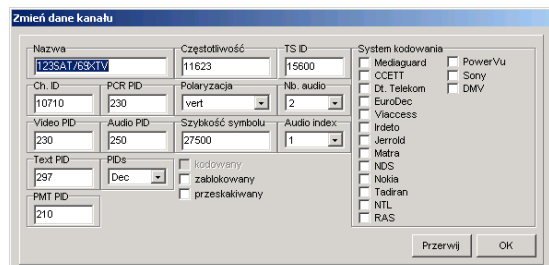 Zmień dane kanału
Nazwa
123SAT/69XTV
Częstotliwość
11623
TS ID
15600
System kodowania
Mediaguard
CCETT
Dt. Telekom
EuroDec
Viaccess
Irdeto
Jerrold
Matra
NDS
Nokia
Tadiran
NTL
RAS
PowerVu
Sony
DMV
Ch. ID
10710
PCR PID
230
Polaryzacja
vert
Nb. audio
2
Video PID
230
Audio PID
250
Szybkość symbolu
27500
Audio index
1
Text PID
297
PIDs
Dec
kodowany
zablokowany
przeskakiwany
PMT PID
210
Przerwij
OK